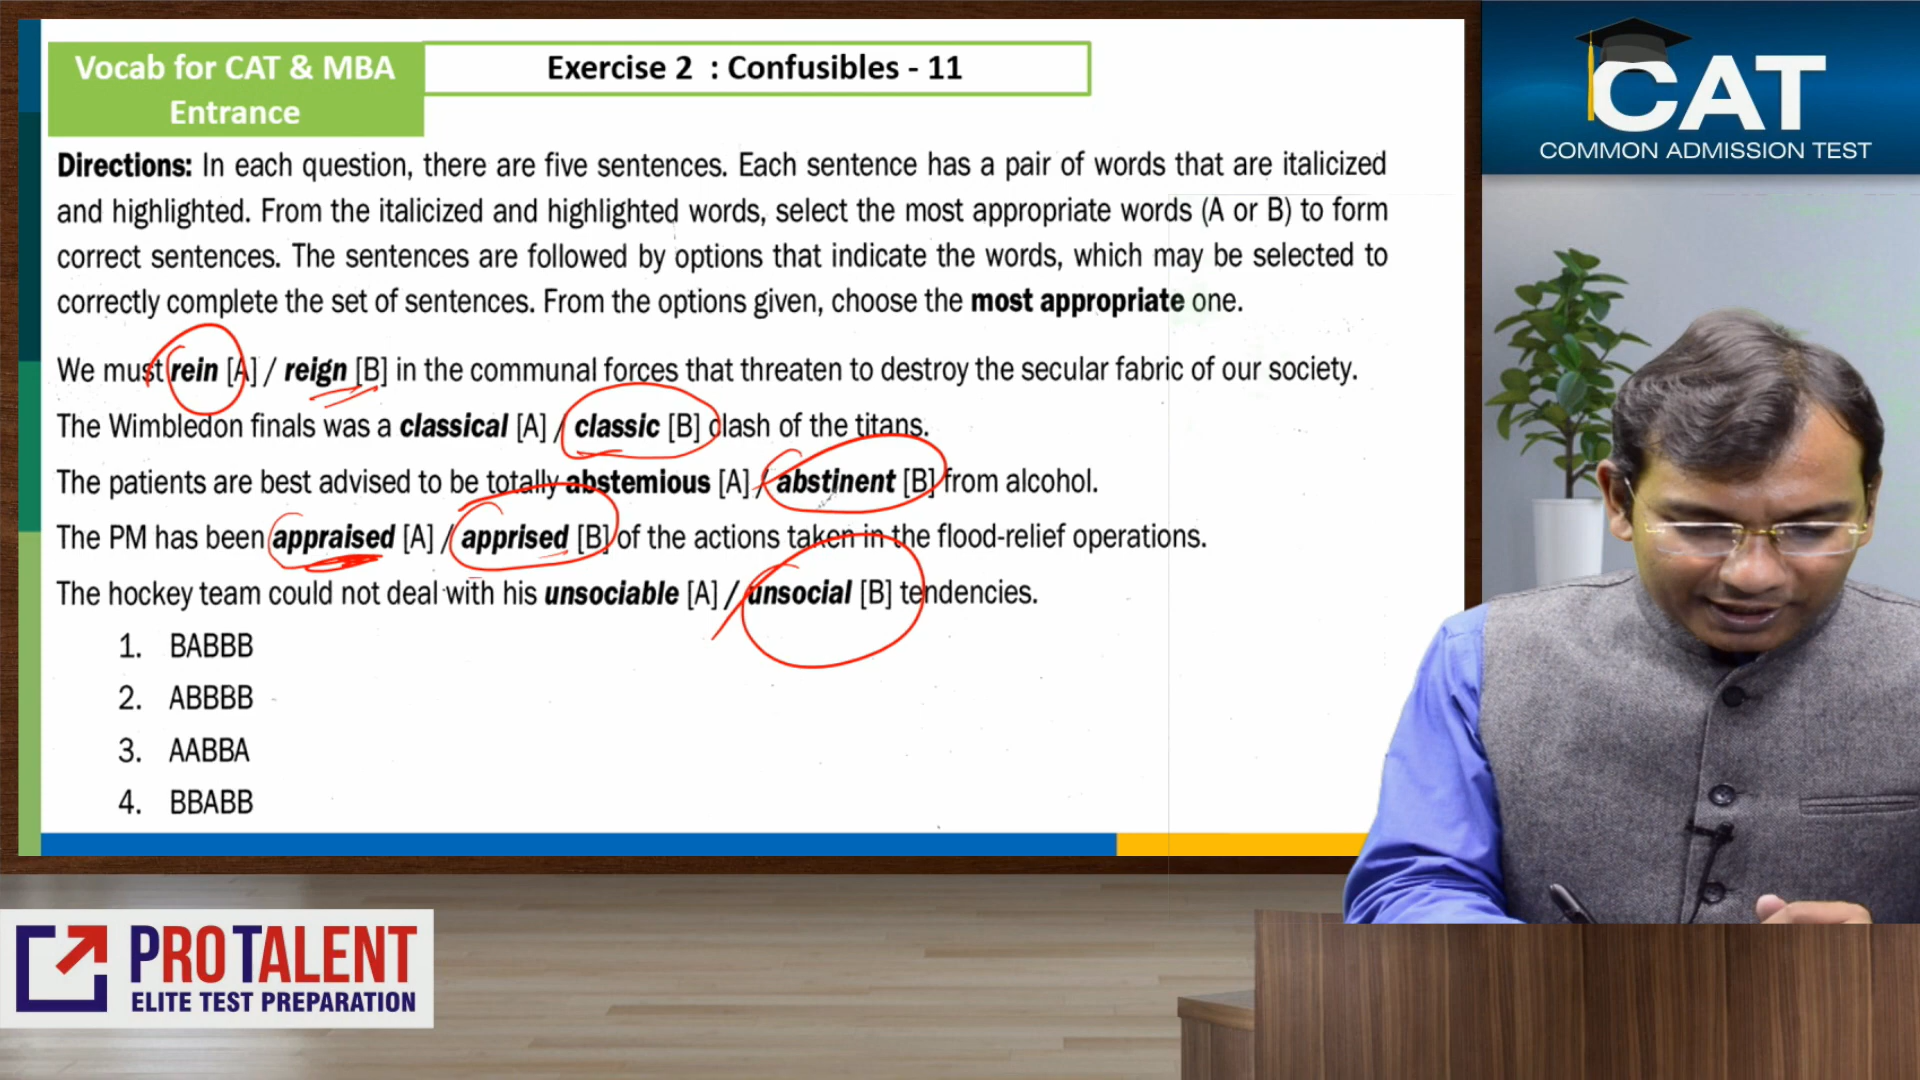 Vocab for CAT & MBA
Entrance
Exercise 2 : Confusibles - 11
Directions: In each question, there are five sentences. Each sentence has a pair of words that are italicized
and highlighted. From the italicized and highlighted words, select the most appropriate words (A or B) to form
correct sentences. The sentences are followed by options that indicate the words, which may be selected to
correctly complete the set of sentences. From the options given, choose the most appropriate one.
We must rein [A] / reign [B] in the communal forces that threaten to destroy the secular fabric of our society.
The Wimbledon finals was a classical [A] / classic [B] clash of the titans.
The patients are best advised to be totally abstemious [A] / abstinent [B] from alcohol.
The PM has been appraised [A] / apprised [B] of the actions taken in the flood-relief operations.
The hockey team could not deal with his unsociable [A] / unsocial [B] tendencies.
1. BABBB
2. ABBBB
3. AABBA
4. BBABB
CAT
COMMON ADMISSION TEST
PROTALENT
ELITE TEST PREPARATION